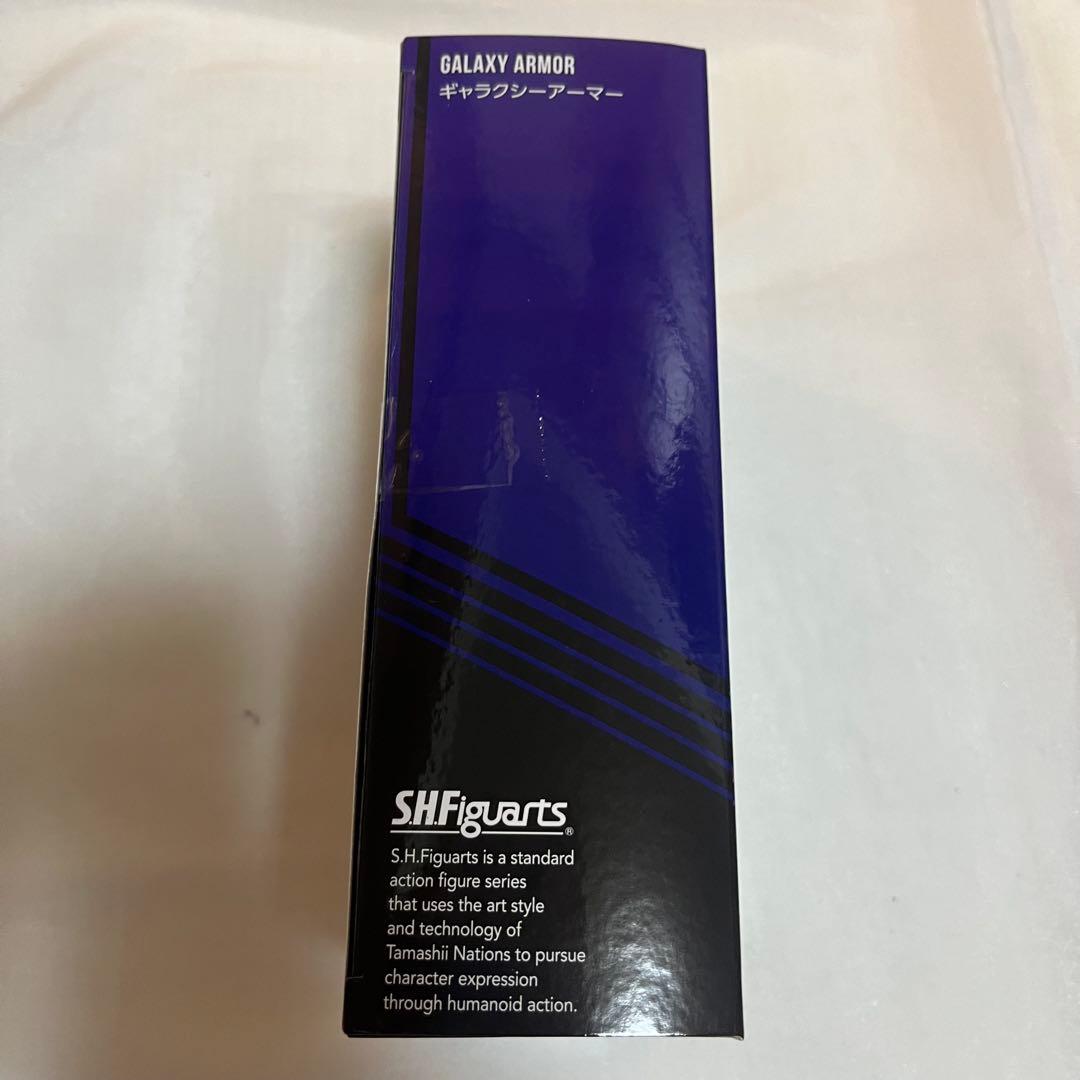 GALAXY ARMOR
ギャラクシーアーマー
S.H.Figuarts®
S.H.Figuarts is a standard
action figure series
that uses the art style
and technology of
Tamashii Nations to pursue
character expression
through humanoid action.